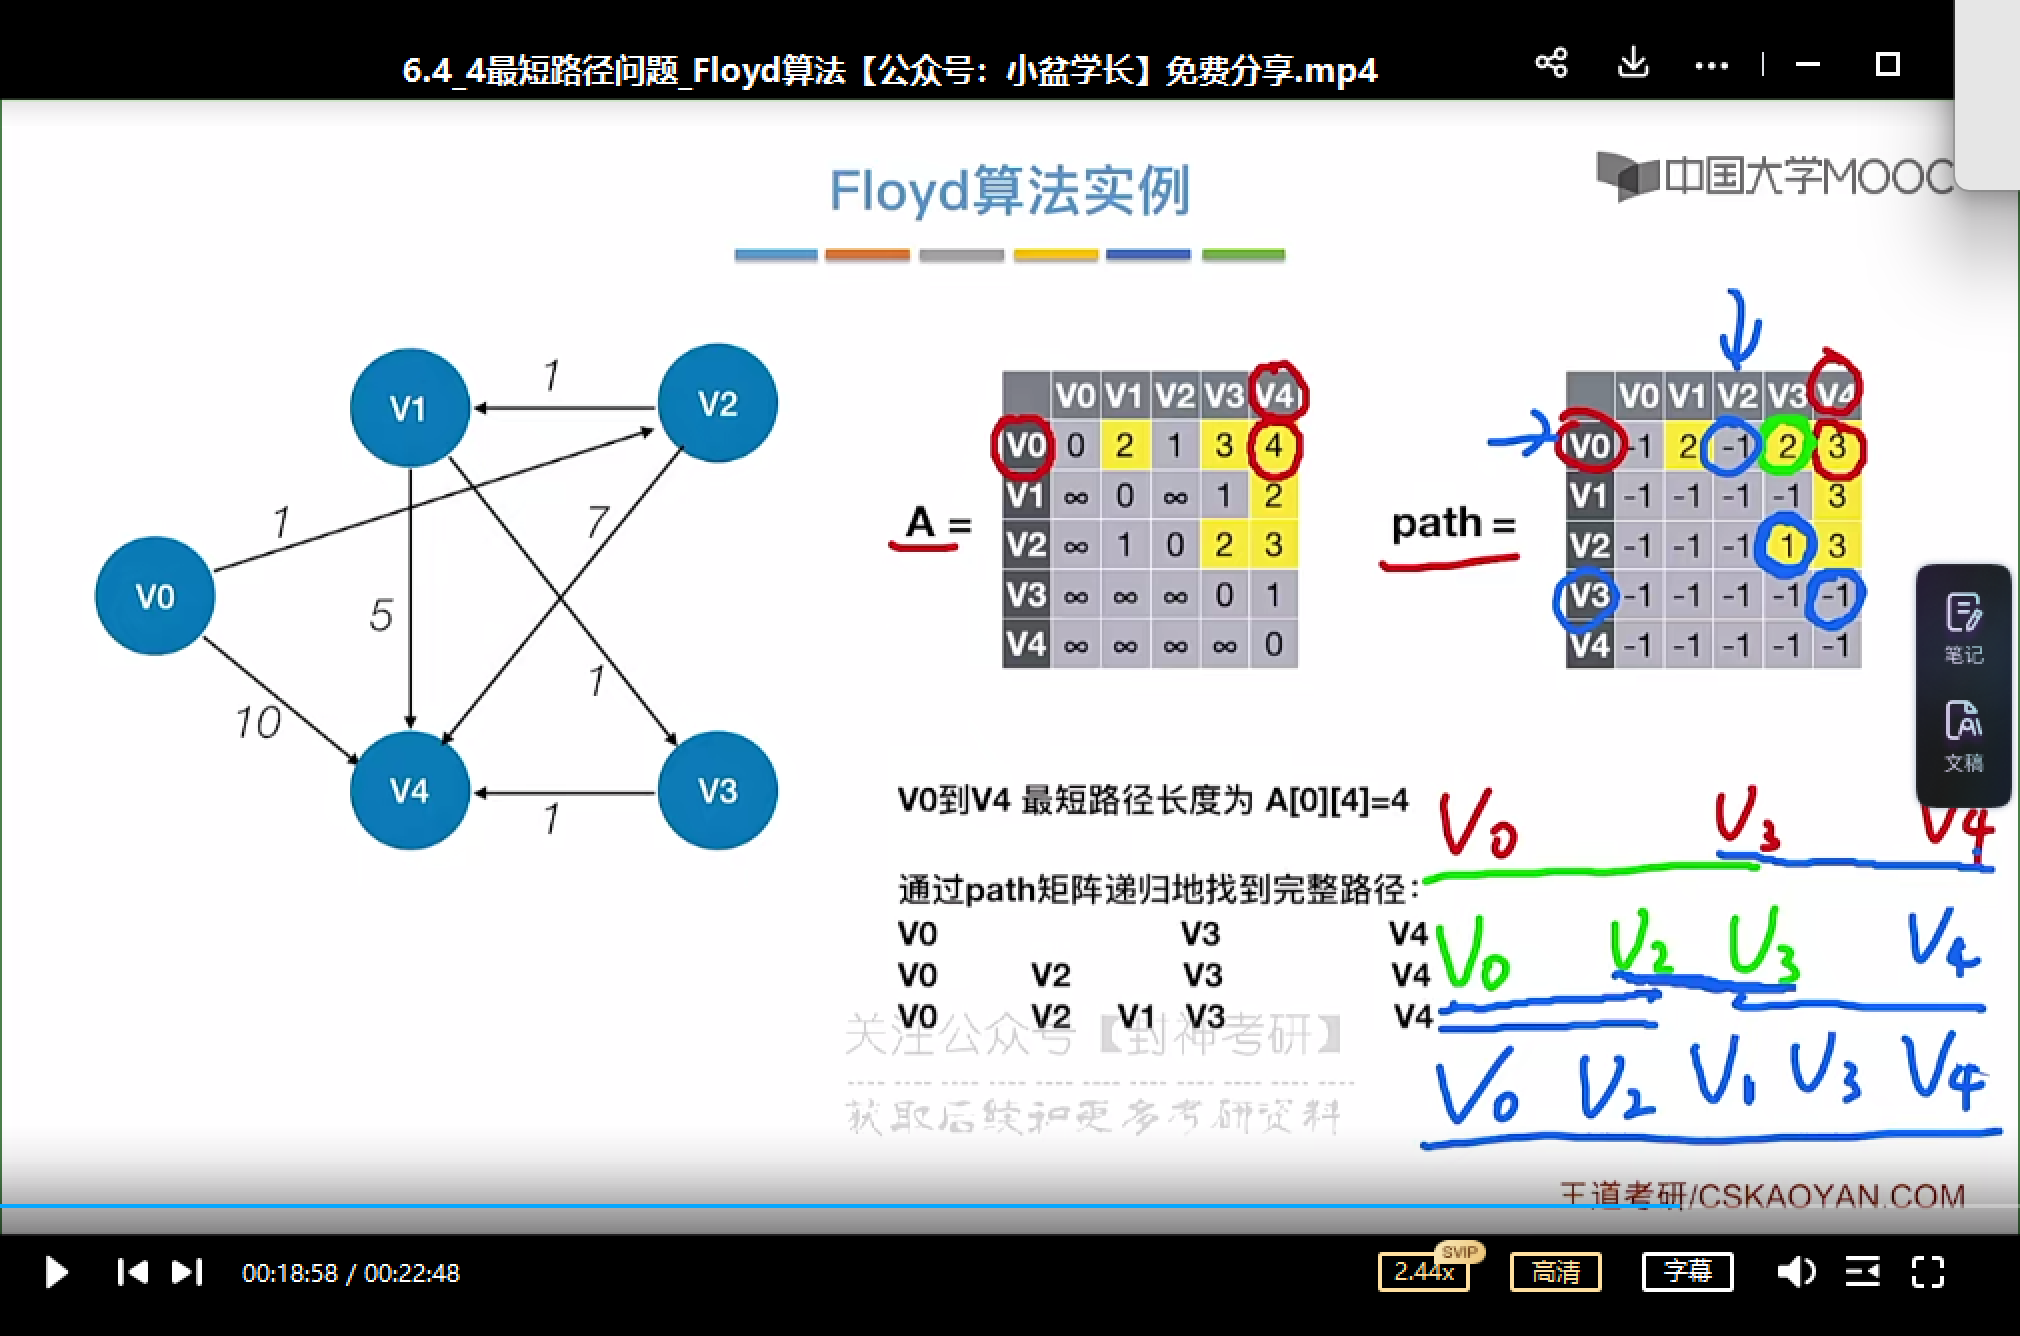 6.4_4最短路径问题_Floyd算法【公众号：小盆学长】免费分享.mp4
中国大学MOOC
Floyd算法实例
V1
V2
V0
V4
V3
1
1
7
5
1
10
1
A =
V0 V1 V2 V3 V4
V0 0 2 1 3 4
V1 ∞ 0 ∞ 1 2
V2 ∞ 1 0 2 3
V3 ∞ ∞ ∞ 0 1
V4 ∞ ∞ ∞ ∞ 0
path =
V0 V1 V2 V3 V4
V0 -1 2 -1 2 3
V1 -1 -1 -1 -1 3
V2 -1 -1 -1 1 3
V3 -1 -1 -1 -1 -1
V4 -1 -1 -1 -1 -1
笔记
文稿
V0到V4 最短路径长度为 A[0][4]=4
V0 V3 V4
通过path矩阵递归地找到完整路径：
V0 V3 V4
V0 V2 V3 V4
V0 V2 V1 V3 V4
V0 V2 V3 V4
V0 V2 V1 V3 V4
关注公众号【封神考研】
获取后续和更多考研资料
王道考研/CSKAOYAN.COM
00:18:58 / 00:22:48
2.44x
SVIP
高清
字幕